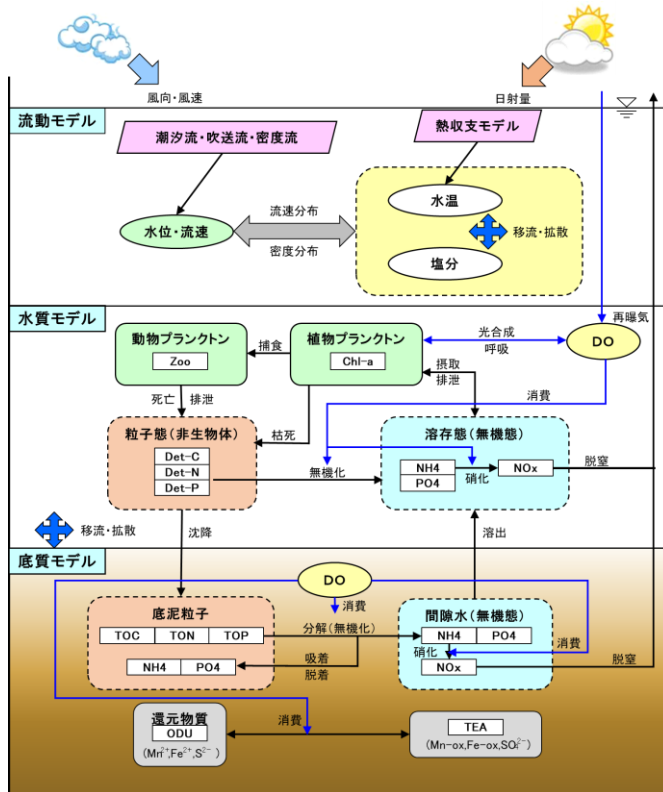 風向・風速
日射量
流動モデル
潮汐流・吹送流・密度流
熱収支モデル
水温
流速分布
水位・流速
移流・拡散
密度分布
塩分
水質モデル
再曝気
動物プランクトン
Zoo
捕食
植物プランクトン
Chl-a
光合成
呼吸
DO
摂取
排泄
消費
死亡
排泄
枯死
粒子態(非生物体)
Det-C
Det-N
Det-P
無機化
溶存態(無機態)
NH4
PO4
硝化
NOx
脱窒
移流・拡散
沈降
溶出
底質モデル
DO
消費
底泥粒子
TOC
TON
TOP
分解(無機化)
間隙水(無機態)
NH4
PO4
消費
硝化
NH4
PO4
吸着
脱着
NOx
脱窒
還元物質
ODU
(Mn²⁺,Fe²⁺,S²⁻)
消費
TEA
(Mn-ox,Fe-ox,SO₄²⁻)